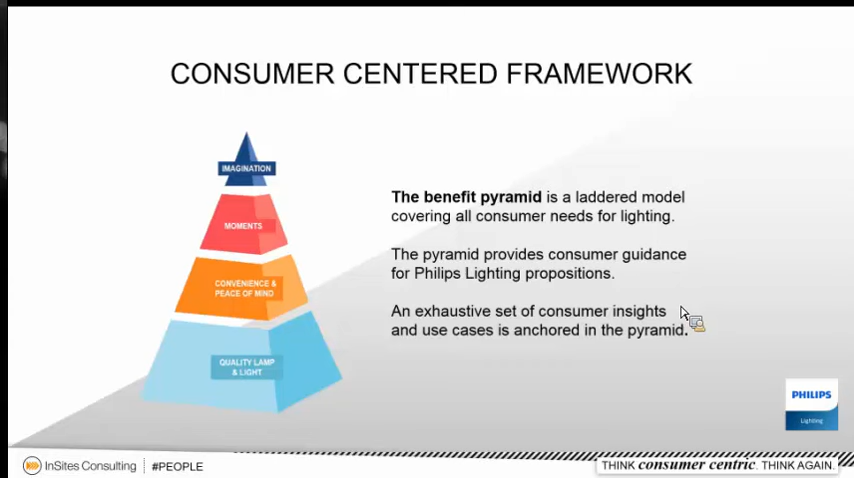 CONSUMER CENTERED FRAMEWORK
IMAGINATION
MOMENTS
CONVENIENCE &
PEACE OF MIND
QUALITY LAMP
& LIGHT
The benefit pyramid is a laddered model
covering all consumer needs for lighting.
The pyramid provides consumer guidance
for Philips Lighting propositions.
An exhaustive set of consumer insights
and use cases is anchored in the pyramid.
PHILIPS
Lighting
InSites Consulting #PEOPLE
THINK consumer centric. THINK AGAIN.